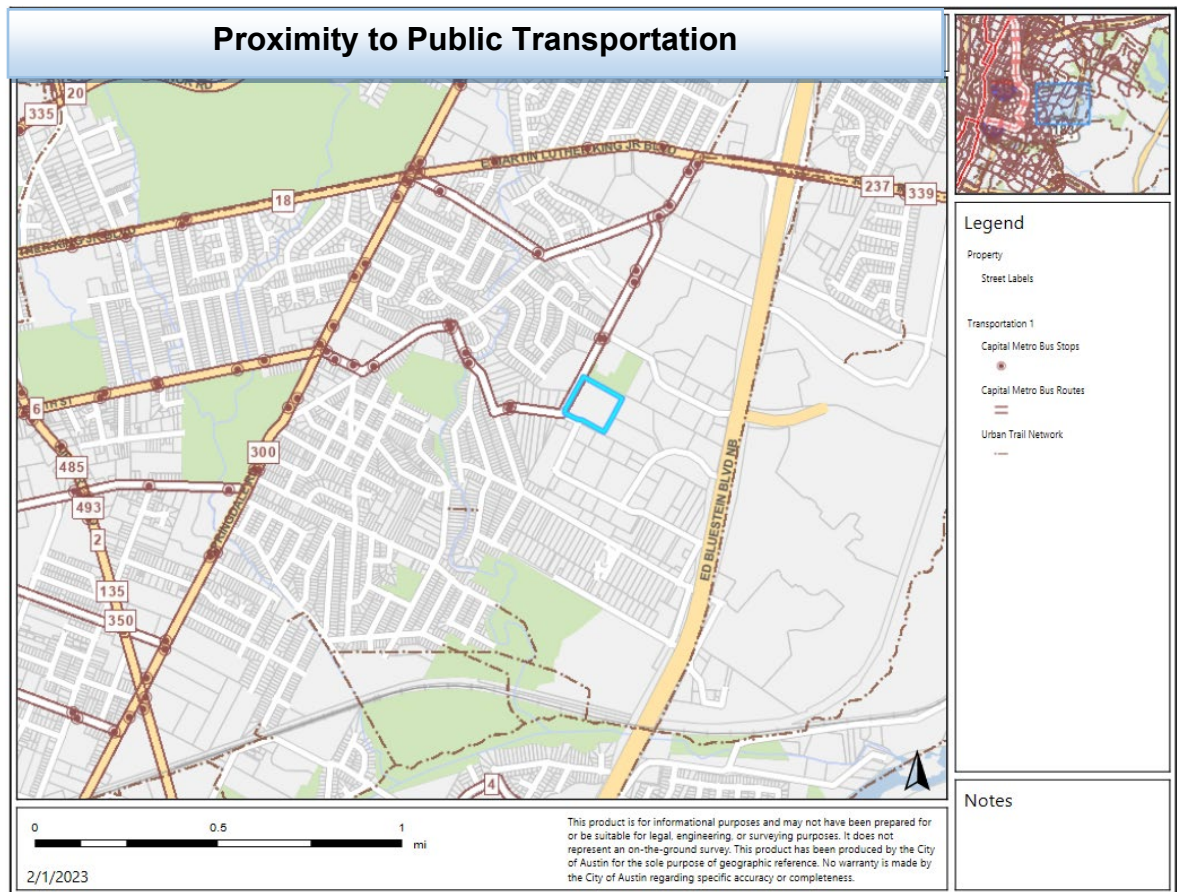 Proximity to Public Transportation
335
20
18
E MARTIN LUTHER KING JR BLVD
237
339
6
485
493
2
135
350
300
ED BLUESTEIN BLVD NB
4
Legend
Property
Street Labels
Transportation 1
Capital Metro Bus Stops
Capital Metro Bus Routes
Urban Trail Network
Notes
0
0.5
1
mi
2/1/2023
This product is for informational purposes and may not have been prepared for
or be suitable for legal, engineering, or surveying purposes. It does not
represent an on-the-ground survey. This product has been produced by the City
of Austin for the sole purpose of geographic reference. No warranty is made by
the City of Austin regarding specific accuracy or completeness.